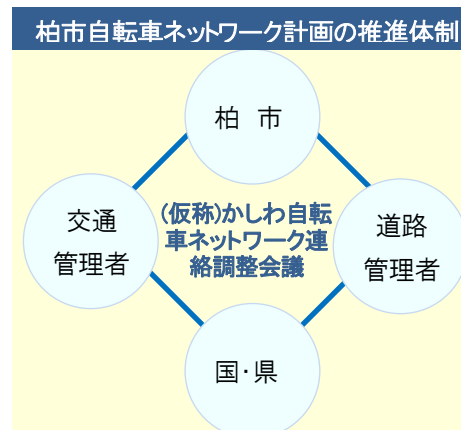 柏市自転車ネットワーク計画の推進体制
柏 市
交通
管理者
(仮称)かしわ自転
車ネットワーク連
絡調整会議
道路
管理者
国・県